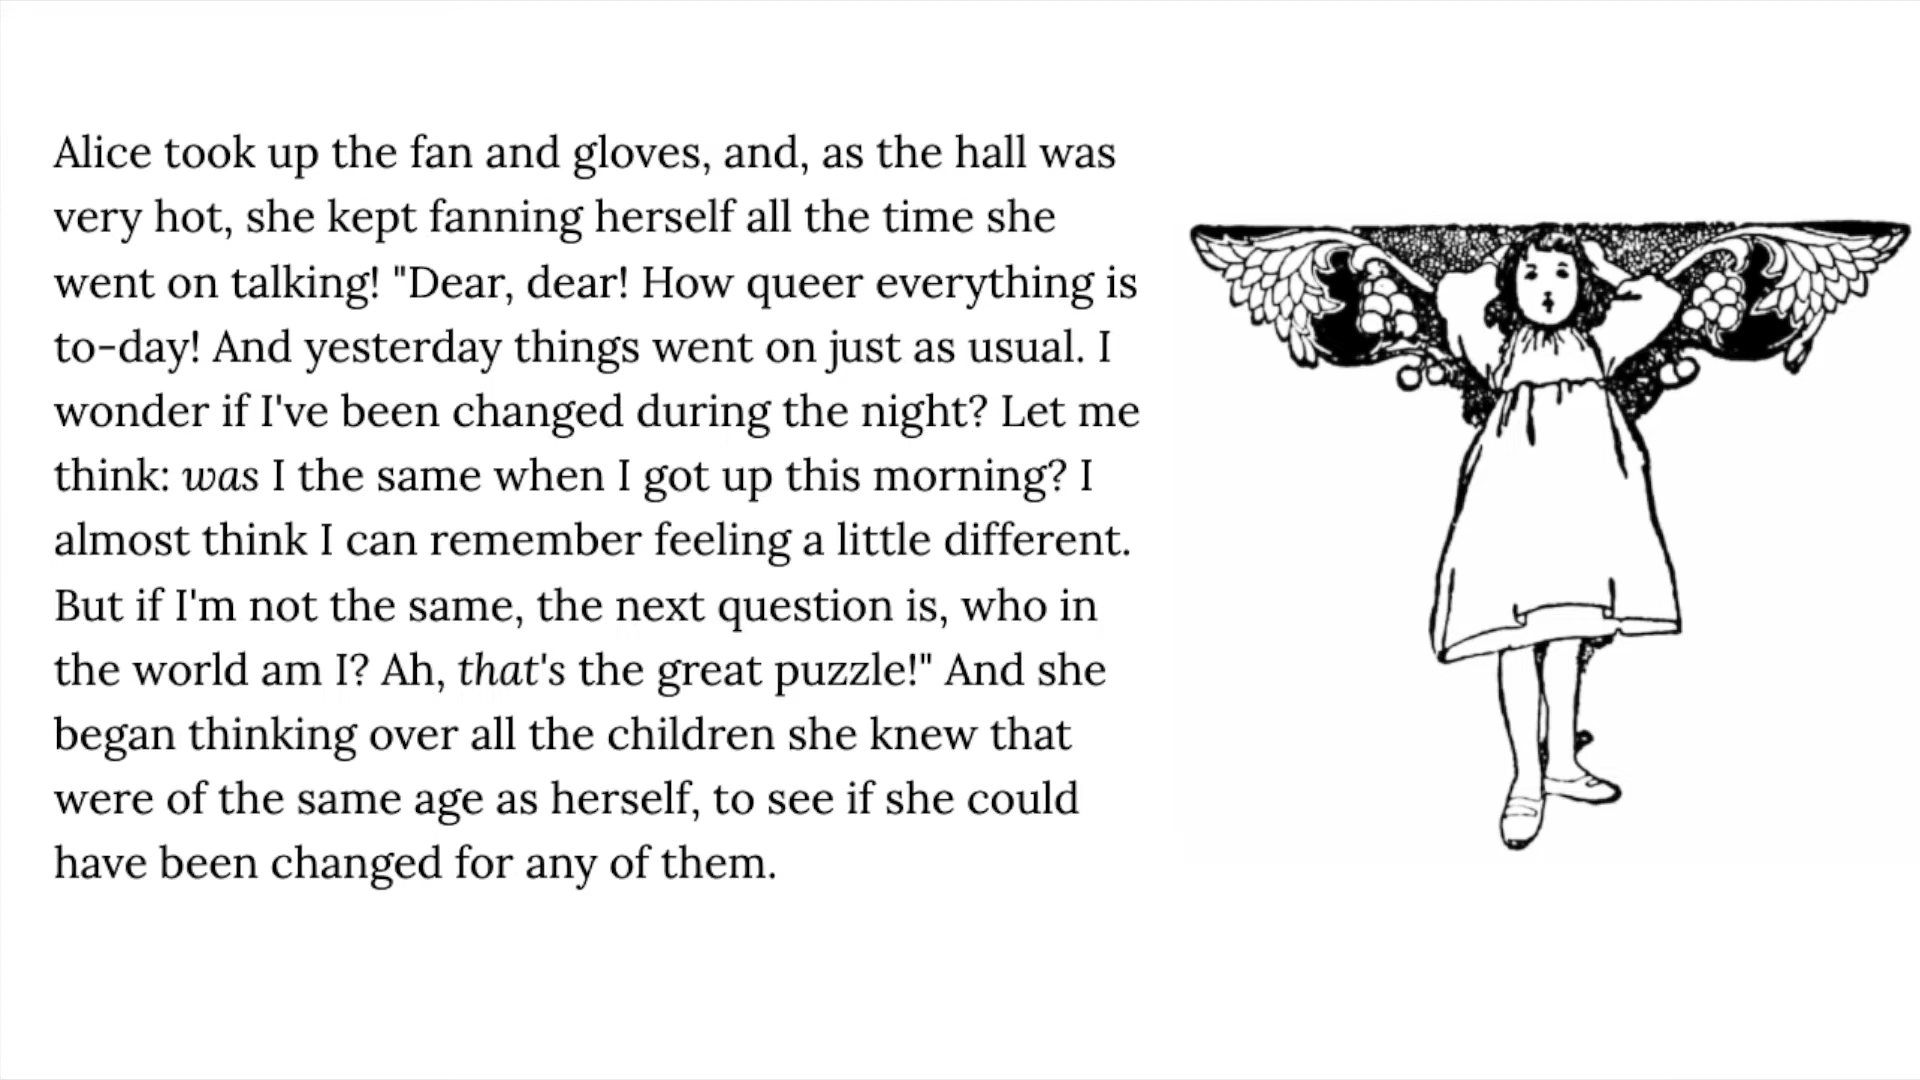 Alice took up the fan and gloves, and, as the hall was
very hot, she kept fanning herself all the time she
went on talking! "Dear, dear! How queer everything is
to-day! And yesterday things went on just as usual. I
wonder if I've been changed during the night? Let me
think: was I the same when I got up this morning? I
almost think I can remember feeling a little different.
But if I'm not the same, the next question is, who in
the world am I? Ah, that's the great puzzle!" And she
began thinking over all the children she knew that
were of the same age as herself, to see if she could
have been changed for any of them.